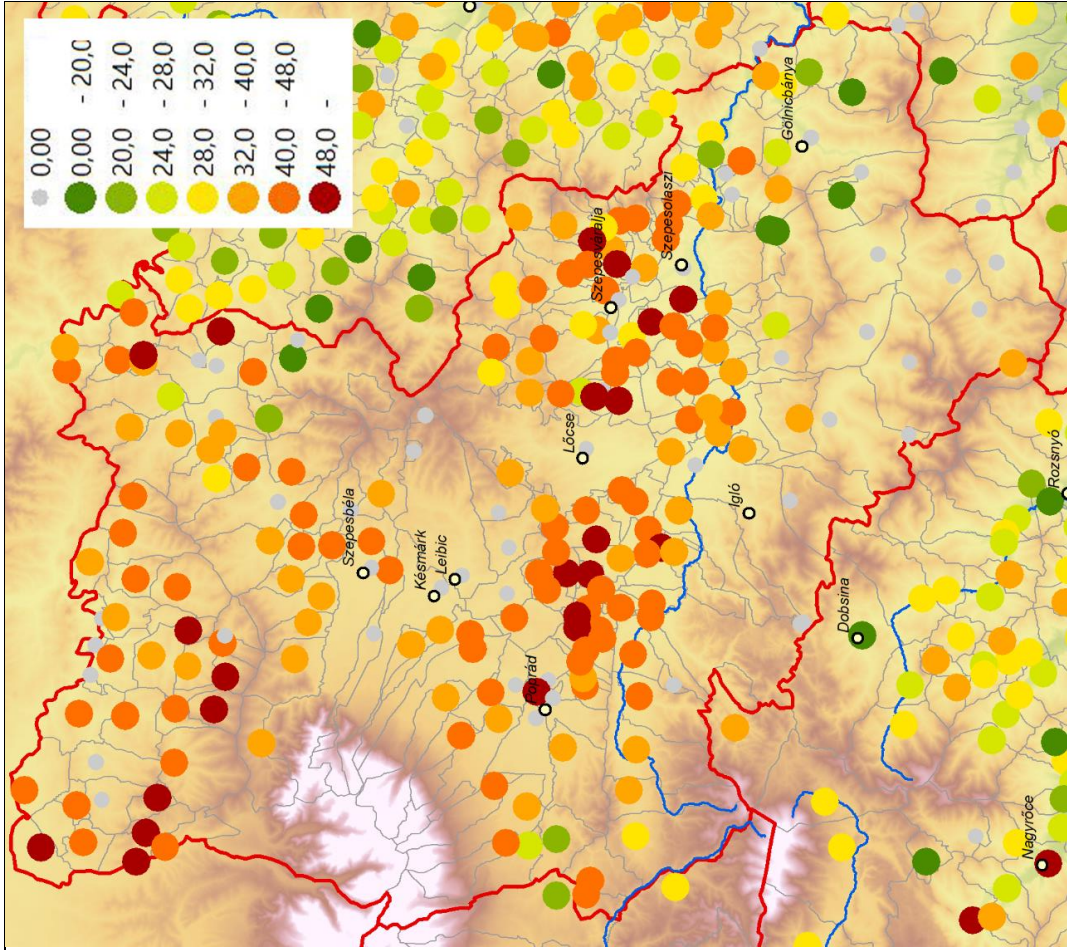 0,00
0,00 - 20,0
20,0 - 24,0
24,0 - 28,0
28,0 - 32,0
32,0 - 40,0
40,0 - 48,0
48,0 -
Gölnicbánya
Szepesváralja
Szepesolaszi
Lőcse
Szepesbéla
Késmárk
Leibic
Igló
Poprád
Dobsina
Rozsnyó
Nagyrőce